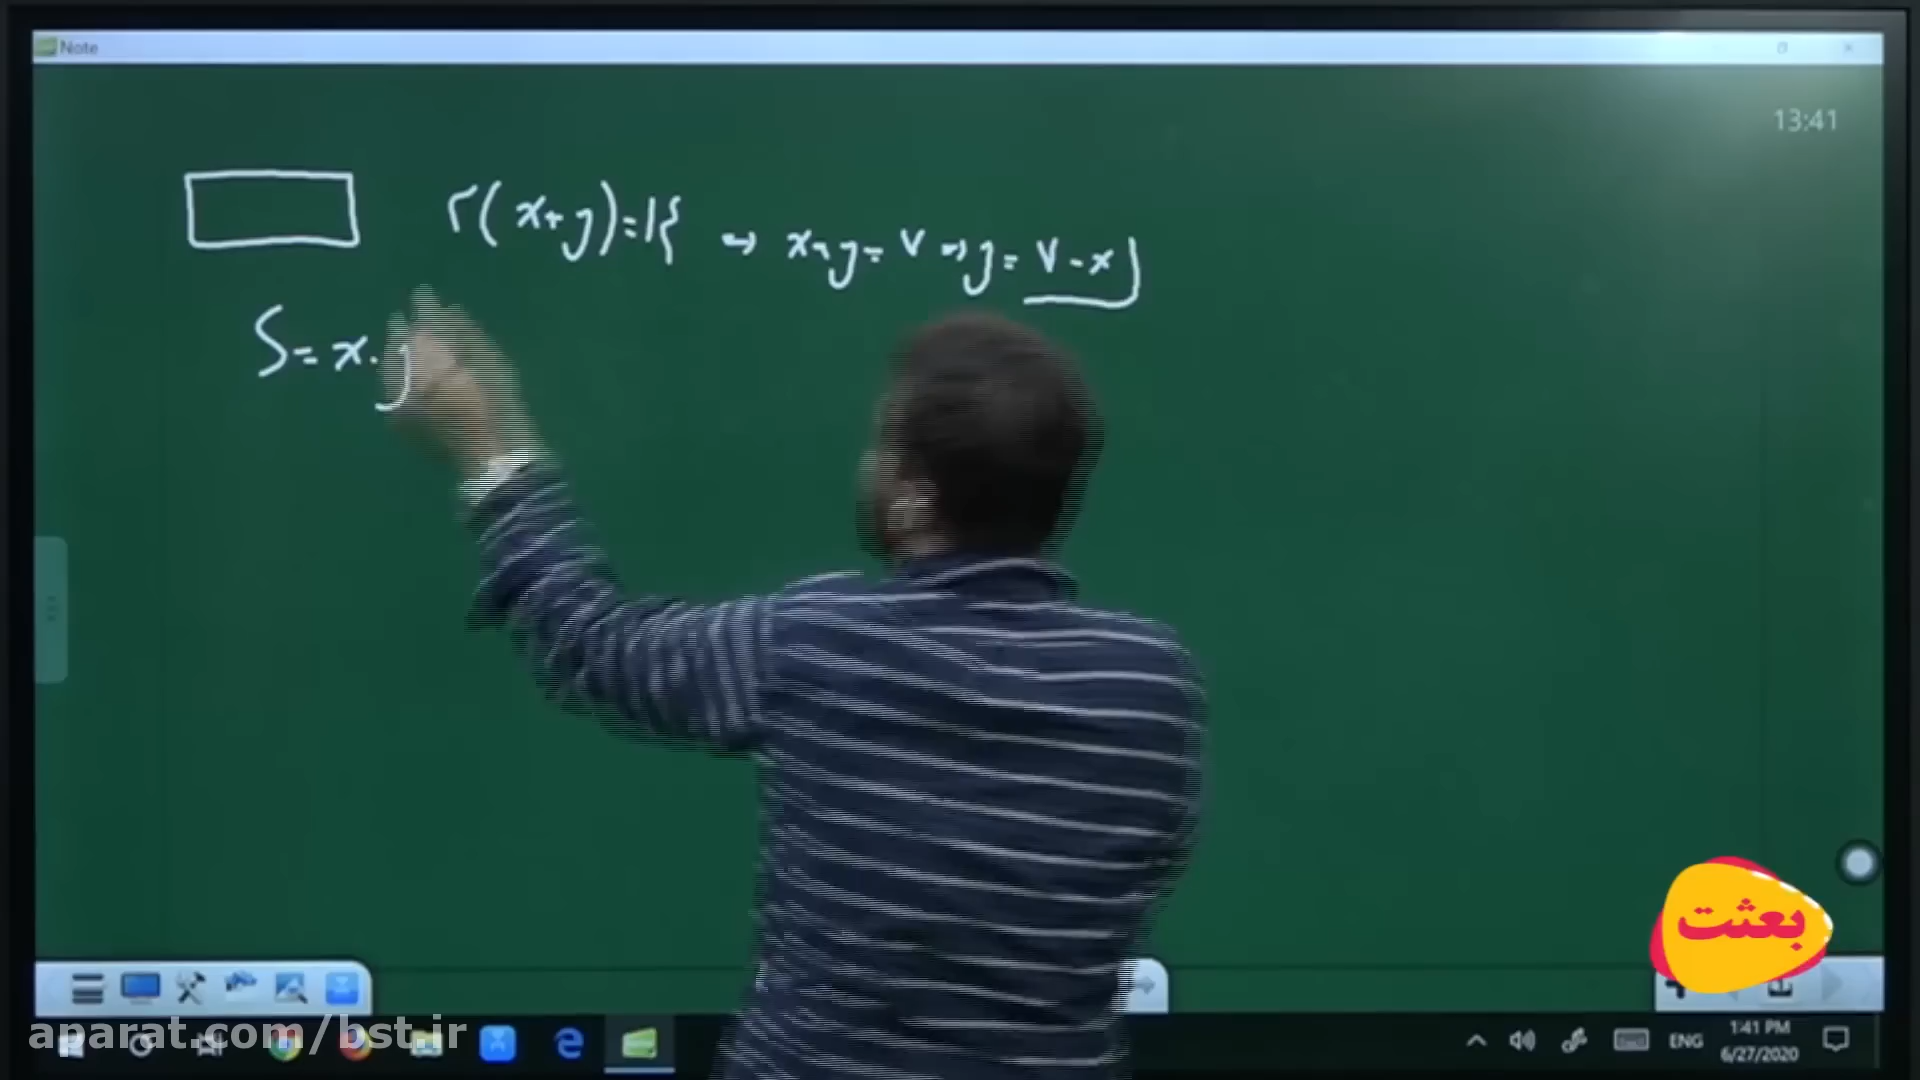 Note
13:41
۲(x+y)=۱۴ → x+y=۷ → y=۷-x
S=x.y
بعثت
aparat.com/bst.ir
ENG
1:41 PM
6/27/2020